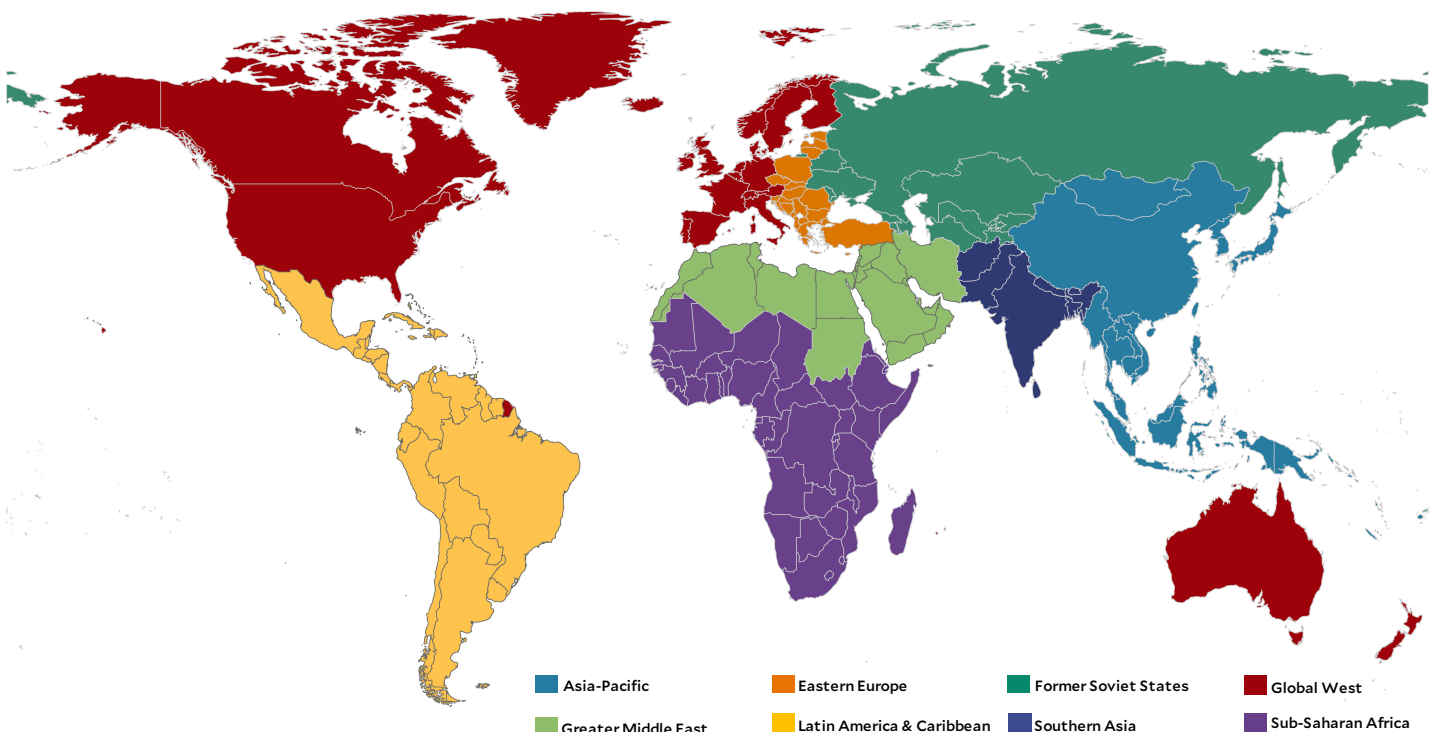 Asia-Pacific
Eastern Europe
Former Soviet States
Global West
Greater Middle East
Latin America & Caribbean
Southern Asia
Sub-Saharan Africa